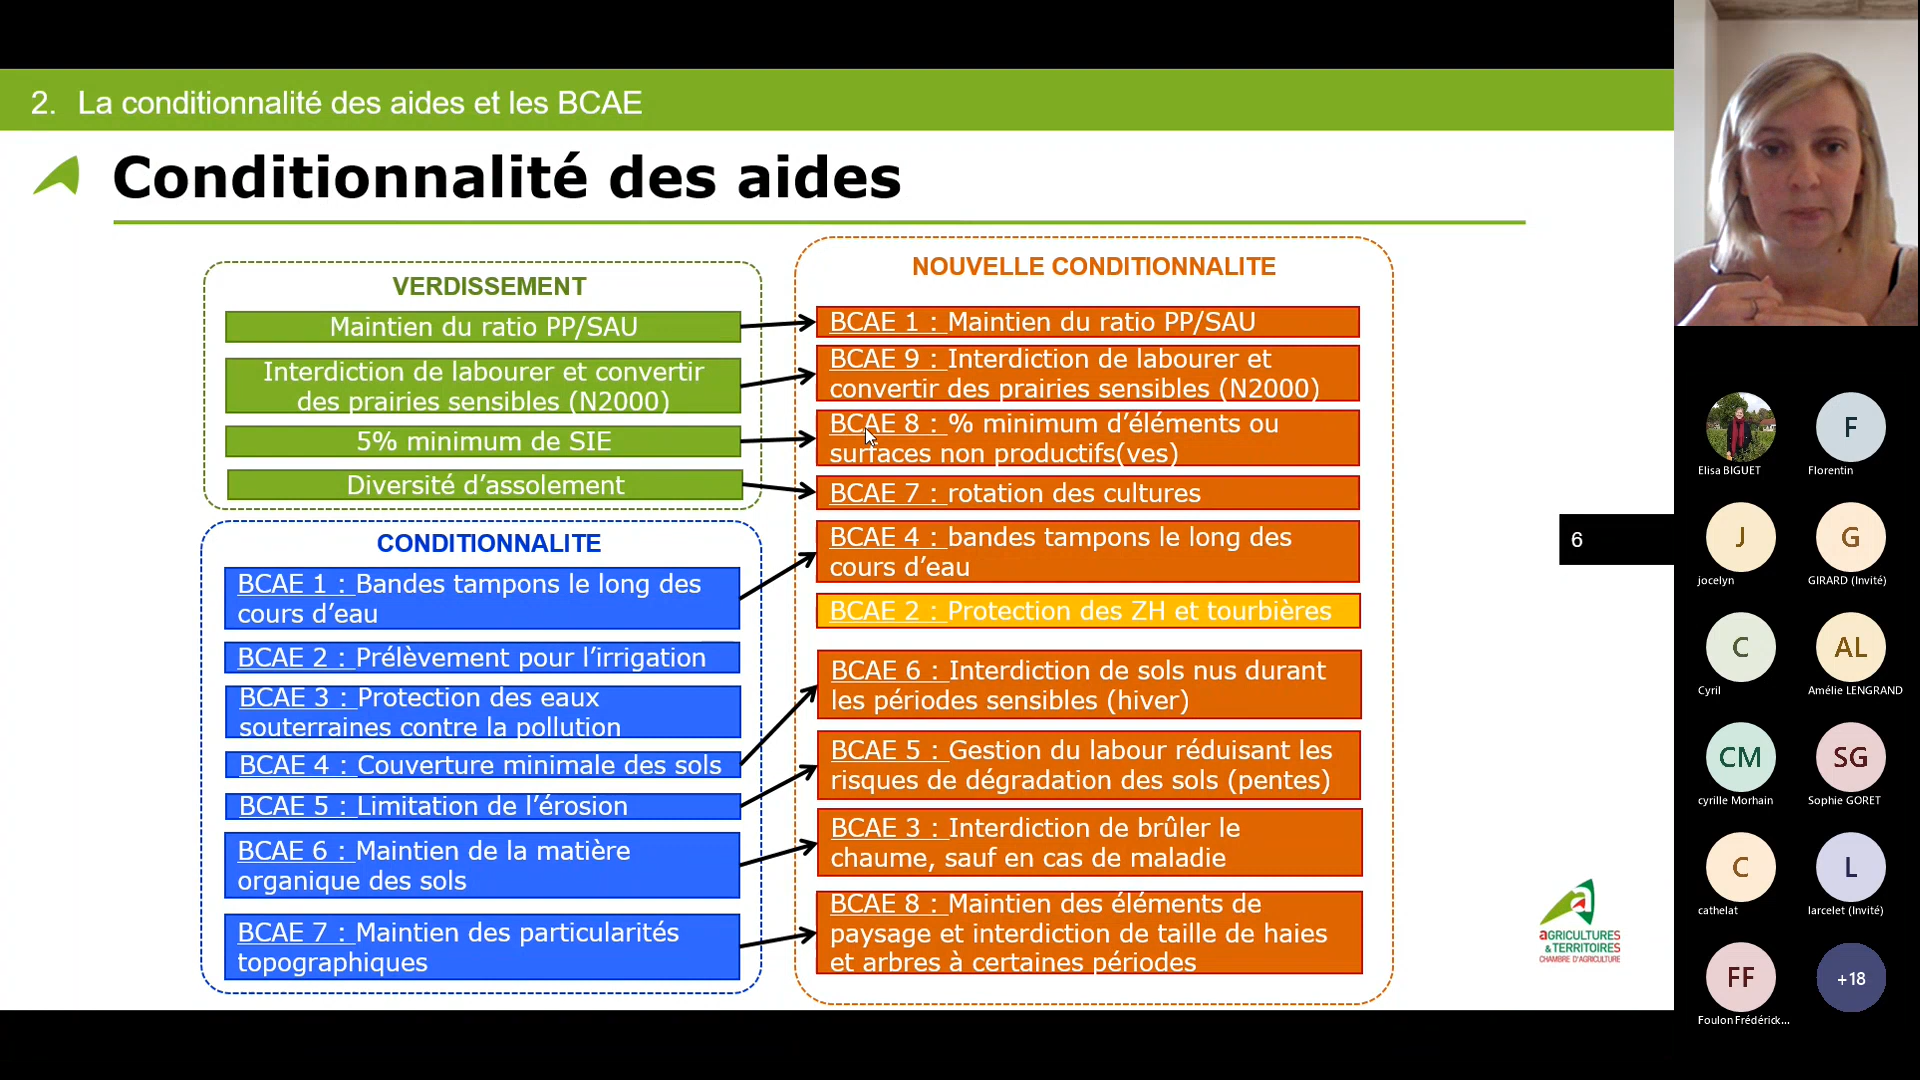 2. La conditionnalité des aides et les BCAE
Conditionnalité des aides
VERDISSEMENT
Maintien du ratio PP/SAU
Interdiction de labourer et convertir
des prairies sensibles (N2000)
5% minimum de SIE
Diversité d’assolement
CONDITIONNALITE
BCAE 1 : Bandes tampons le long des
cours d’eau
BCAE 2 : Prélèvement pour l’irrigation
BCAE 3 : Protection des eaux
souterraines contre la pollution
BCAE 4 : Couverture minimale des sols
BCAE 5 : Limitation de l’érosion
BCAE 6 : Maintien de la matière
organique des sols
BCAE 7 : Maintien des particularités
topographiques
NOUVELLE CONDITIONNALITE
BCAE 1 : Maintien du ratio PP/SAU
BCAE 9 : Interdiction de labourer et
convertir des prairies sensibles (N2000)
BCAE 8 : % minimum d’éléments ou
surfaces non productifs(ves)
BCAE 7 : rotation des cultures
BCAE 4 : bandes tampons le long des
cours d’eau
BCAE 2 : Protection des ZH et tourbières
BCAE 6 : Interdiction de sols nus durant
les périodes sensibles (hiver)
BCAE 5 : Gestion du labour réduisant les
risques de dégradation des sols (pentes)
BCAE 3 : Interdiction de brûler le
chaume, sauf en cas de maladie
BCAE 8 : Maintien des éléments de
paysage et interdiction de taille de haies
et arbres à certaines périodes
6
a
aGRICULTURES
& TERRITOIRES
CHAMBRE D'AGRICULTURE
Elisa BIGUET
F
Florentin
J
jocelyn
G
GIRARD (Invité)
C
Cyril
AL
Amélie LENGRAND
CM
cyrille Morhain
SG
Sophie GORET
C
cathelat
L
larcelet (Invité)
FF
Foulon Frédérick...
+18